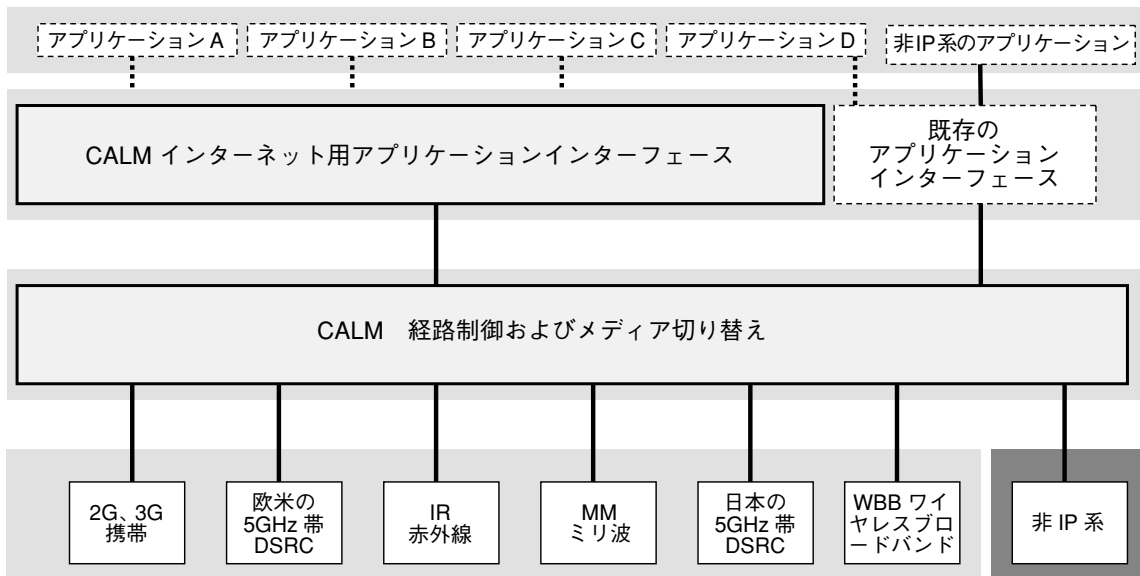 アプリケーション A
アプリケーション B
アプリケーション C
アプリケーション D
非IP系のアプリケーション
CALM インターネット用アプリケーションインターフェース
既存の
アプリケーション
インターフェース
CALM 経路制御およびメディア切り替え
2G、3G
携帯
欧米の
5GHz 帯
DSRC
IR
赤外線
MM
ミリ波
日本の
5GHz 帯
DSRC
WBB ワイ
ヤレスブロ
ードバンド
非 IP 系